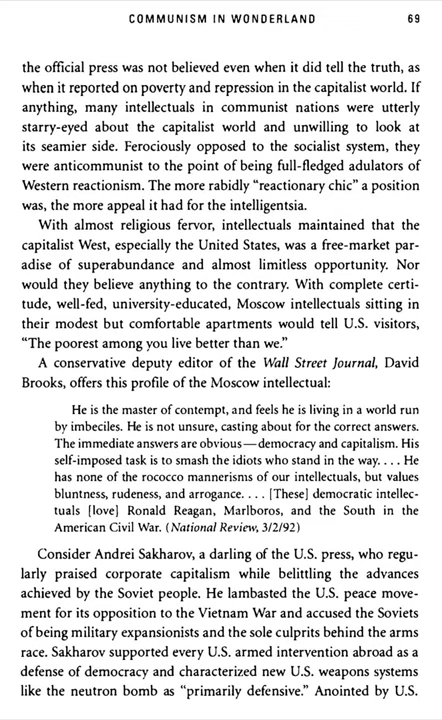 COMMUNISM IN WONDERLAND 69
the official press was not believed even when it did tell the truth, as
when it reported on poverty and repression in the capitalist world. If
anything, many intellectuals in communist nations were utterly
starry-eyed about the capitalist world and unwilling to look at
its seamier side. Ferociously opposed to the socialist system, they
were anticommunist to the point of being full-fledged adulators of
Western reactionism. The more rabidly “reactionary chic” a position
was, the more appeal it had for the intelligentsia.
With almost religious fervor, intellectuals maintained that the
capitalist West, especially the United States, was a free-market par-
adise of superabundance and almost limitless opportunity. Nor
would they believe anything to the contrary. With complete certi-
tude, well-fed, university-educated, Moscow intellectuals sitting in
their modest but comfortable apartments would tell U.S. visitors,
“The poorest among you live better than we.”
A conservative deputy editor of the Wall Street Journal, David
Brooks, offers this profile of the Moscow intellectual:
He is the master of contempt, and feels he is living in a world run
by imbeciles. He is not unsure, casting about for the correct answers.
The immediate answers are obvious—democracy and capitalism. His
self-imposed task is to smash the idiots who stand in the way. . . . He
has none of the rococco mannerisms of our intellectuals, but values
bluntness, rudeness, and arrogance. . . . [These] democratic intellec-
tuals [love] Ronald Reagan, Marlboros, and the South in the
American Civil War. (National Review, 3/2/92)
Consider Andrei Sakharov, a darling of the U.S. press, who regu-
larly praised corporate capitalism while belittling the advances
achieved by the Soviet people. He lambasted the U.S. peace move-
ment for its opposition to the Vietnam War and accused the Soviets
of being military expansionists and the sole culprits behind the arms
race. Sakharov supported every U.S. armed intervention abroad as a
defense of democracy and characterized new U.S. weapons systems
like the neutron bomb as “primarily defensive.” Anointed by U.S.